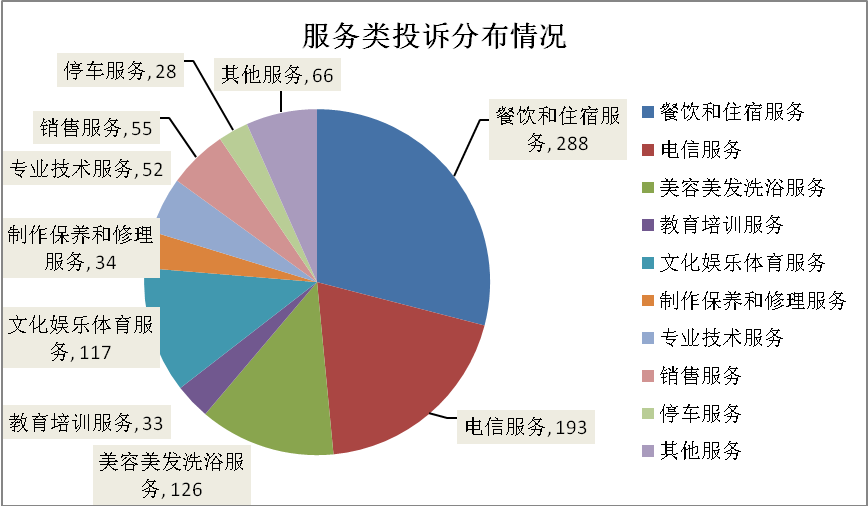 服务类投诉分布情况
停车服务, 28
其他服务, 66
销售服务, 55
餐饮和住宿服
务, 288
专业技术服务, 52
制作保养和修理
服务, 34
文化娱乐体育服
务, 117
教育培训服务, 33
美容美发洗浴服
务, 126
电信服务, 193
餐饮和住宿服务
电信服务
美容美发洗浴服务
教育培训服务
文化娱乐体育服务
制作保养和修理服务
专业技术服务
销售服务
停车服务
其他服务